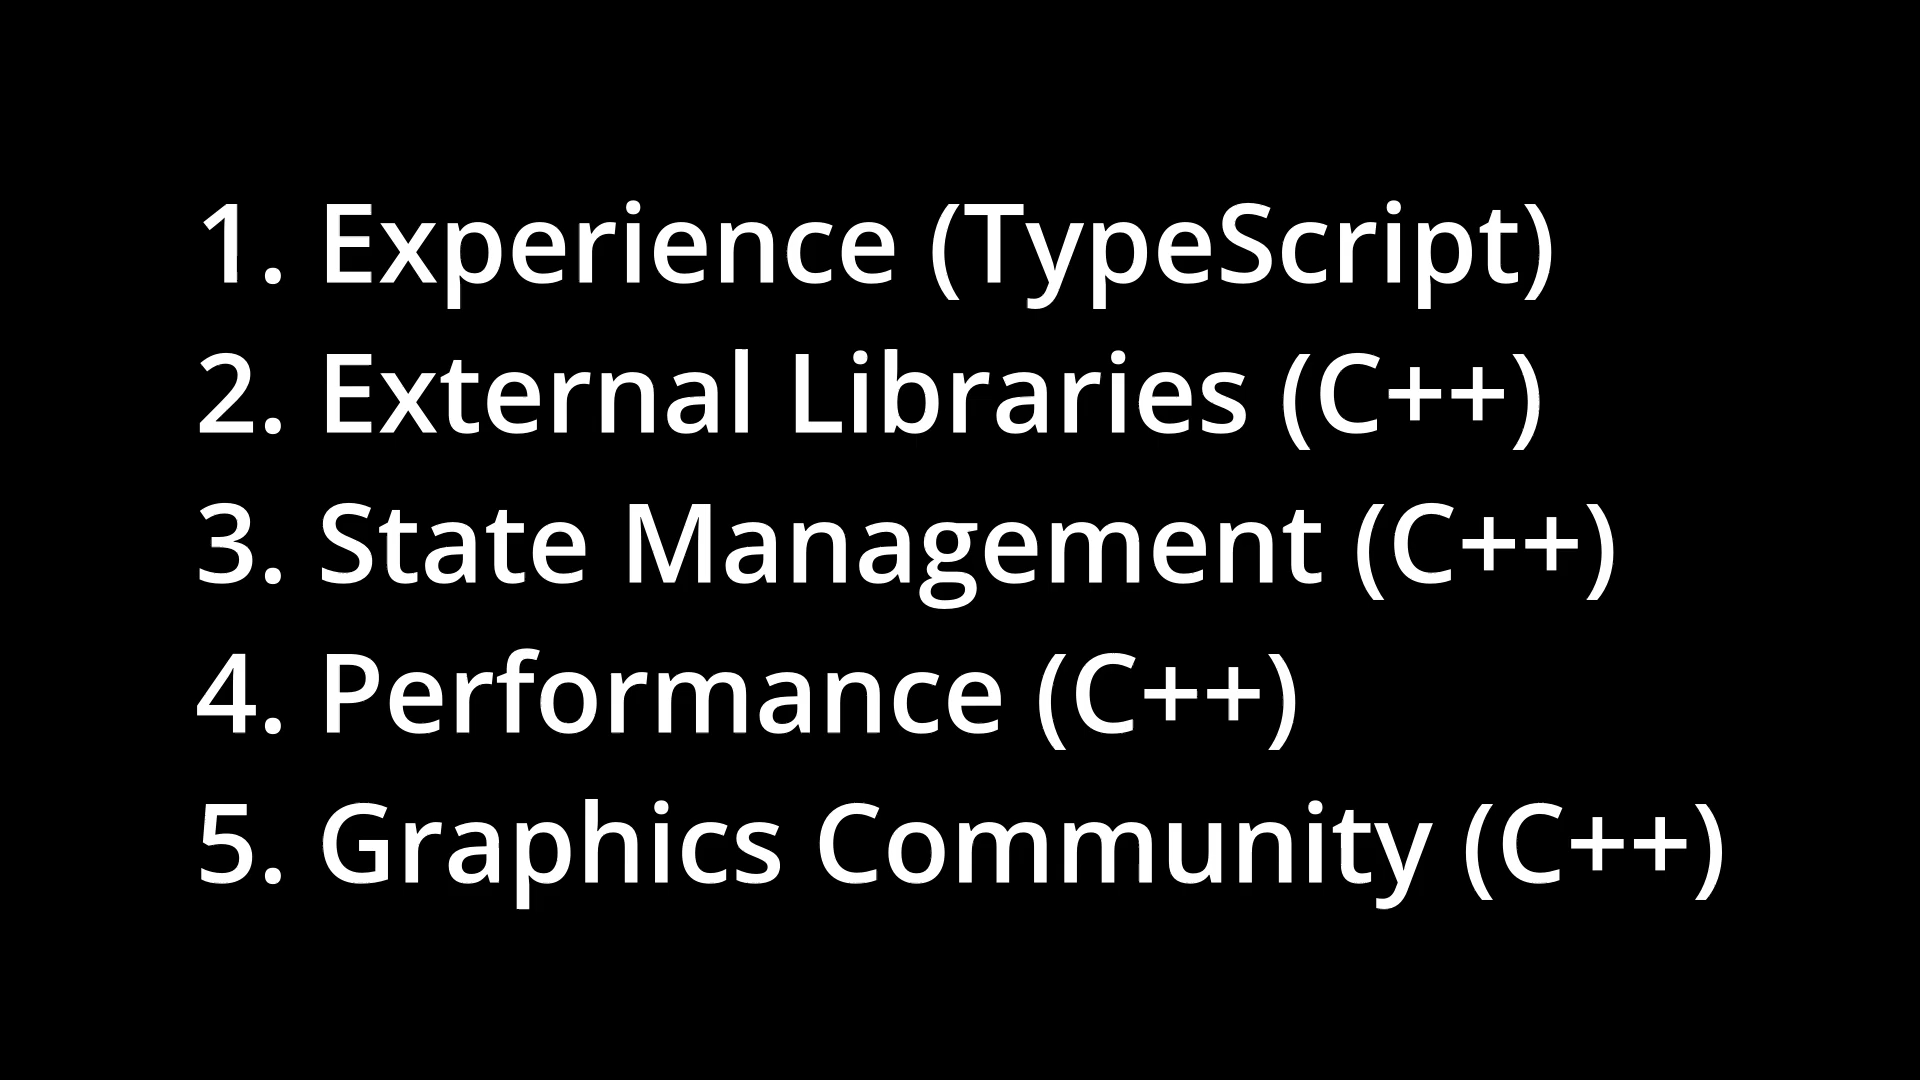 1. Experience (TypeScript)
2. External Libraries (C++)
3. State Management (C++)
4. Performance (C++)
5. Graphics Community (C++)